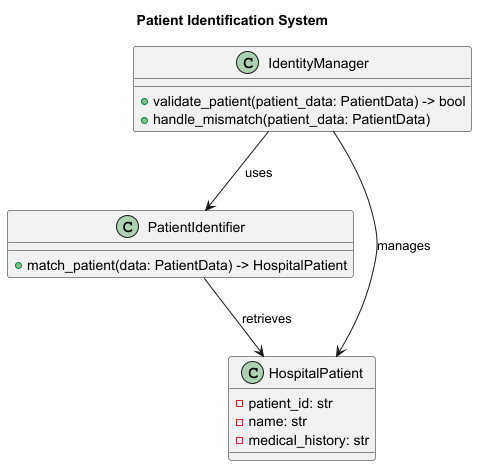 Patient Identification System
C IdentityManager
validate_patient(patient_data: PatientData) -> bool
handle_mismatch(patient_data: PatientData)
uses
C PatientIdentifier
manages
match_patient(data: PatientData) -> HospitalPatient
retrieves
C HospitalPatient
patient_id: str
name: str
medical_history: str